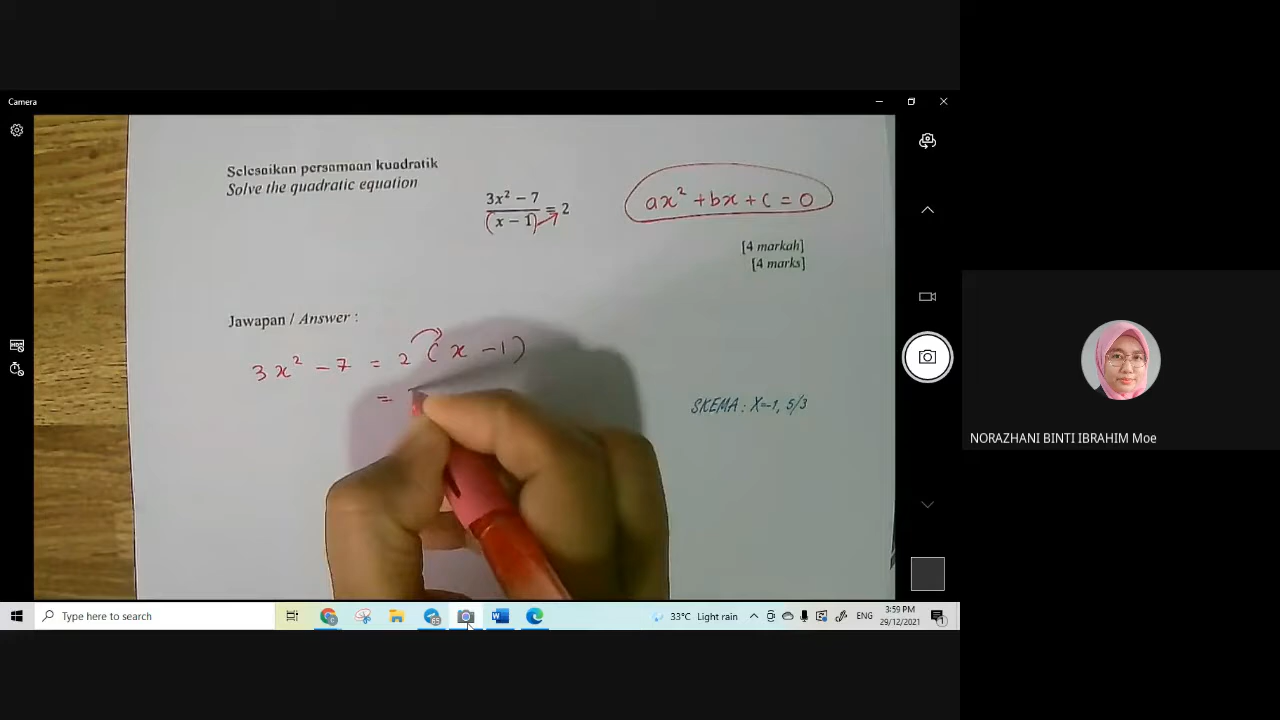 Camera
Selesaikan persamaan kuadratik
Solve the quadratic equation
3x² − 7
(x − 1) = 2
ax² + bx + c = 0
[4 markah]
[4 marks]
Jawapan / Answer :
3x² − 7 = 2 (x − 1)
=
SKEMA : X=-1, 5/3
NORAZHANI BINTI IBRAHIM Moe
Type here to search
33°C Light rain
ENG
3:59 PM
29/12/2021